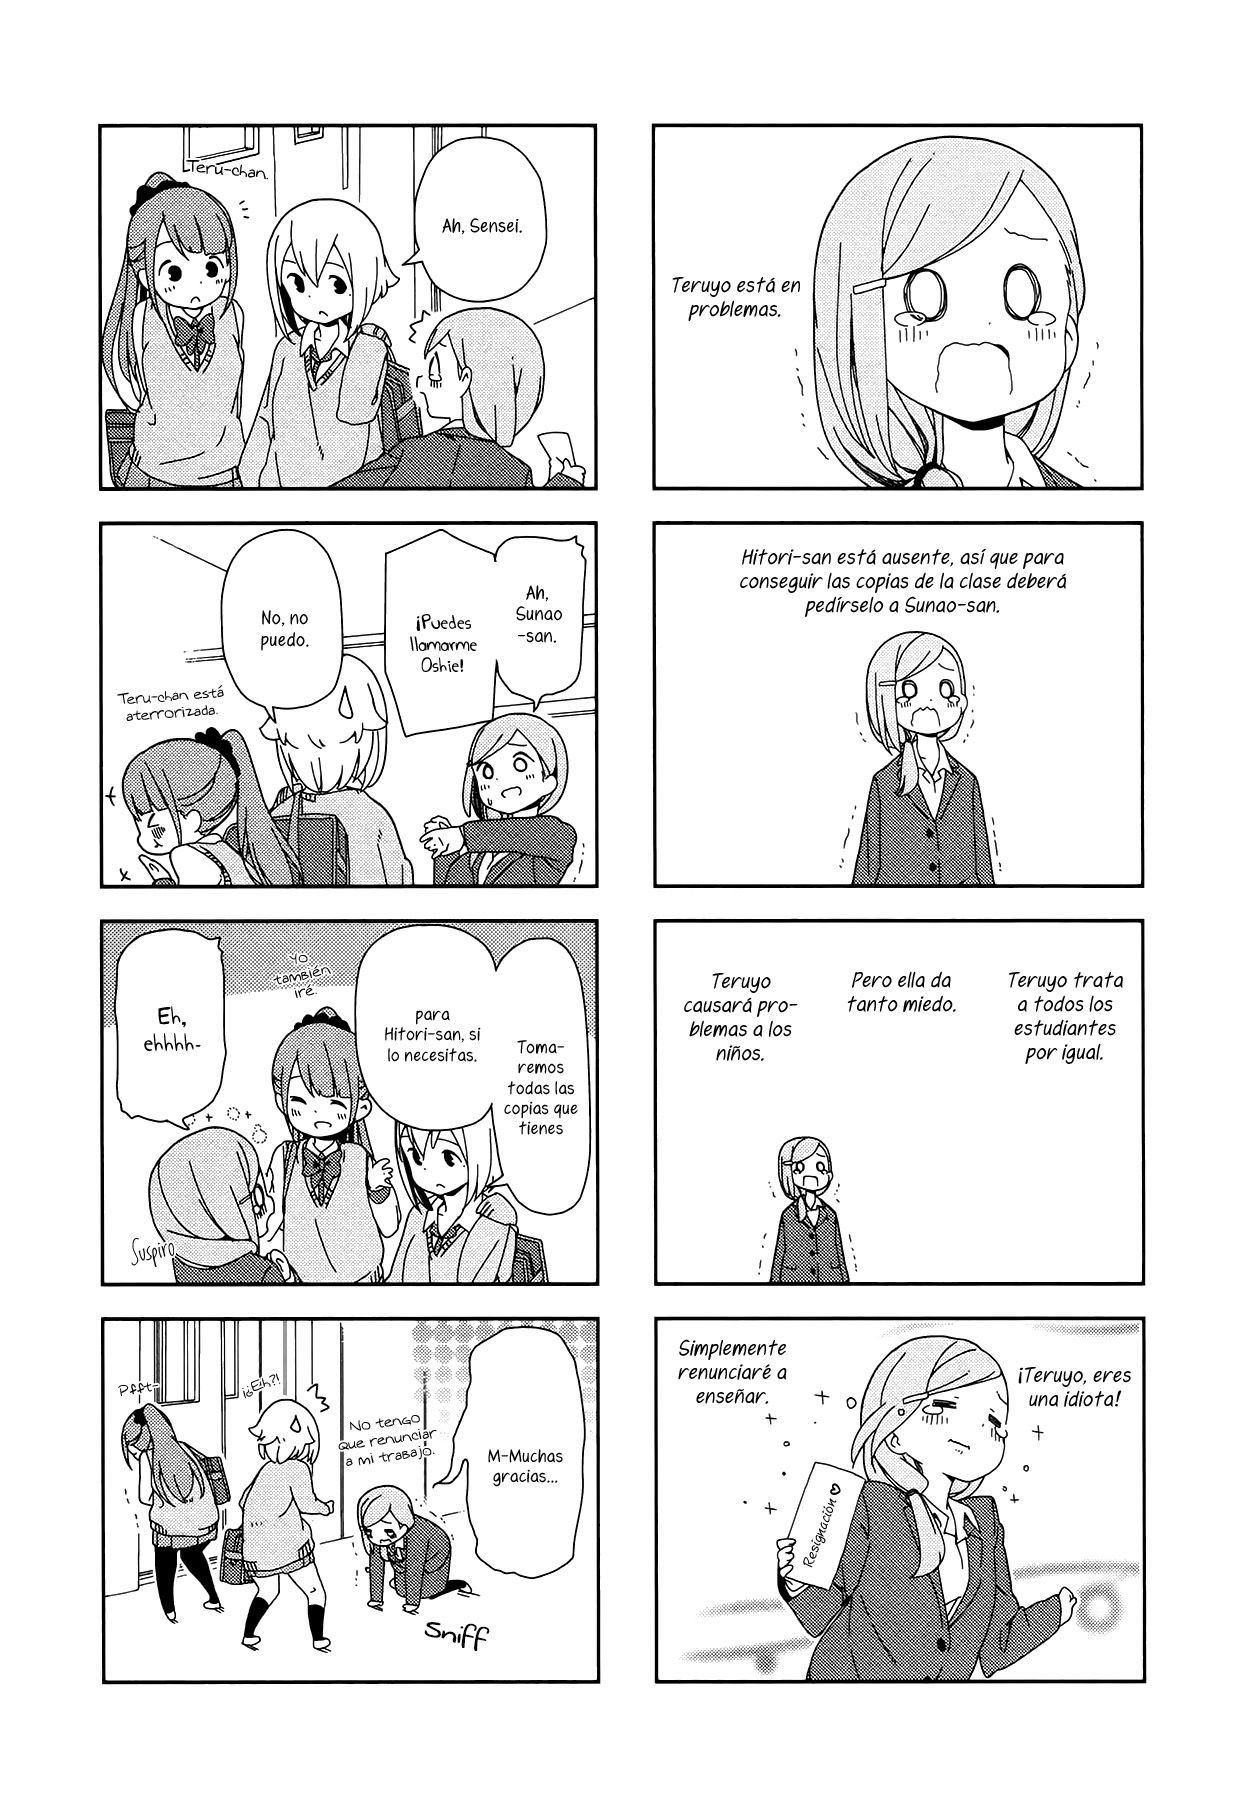 Teruyo está en
problemas.
Hitori-san está ausente, así que para
conseguir las copias de la clase deberá
pedírselo a Sunao-san.
Teruyo trata
a todos los
estudiantes
por igual.
Pero ella da
tanto miedo.
Teruyo
causará pro-
blemas a los
niños.
¡Teruyo, eres
una idiota!
Simplemente
renunciaré a
enseñar.
Resignación
Ah, Sensei.
Teru-chan.
Ah,
Sunao
-san.
¡Puedes
llamarme
Oshie!
No, no
puedo.
Teru-chan está
aterrorizada.
Toma-
remos
todas las
copias que
tienes
para
Hitori-san, si
lo necesitas.
Yo
también
iré.
Eh,
ehhhh-
Suspiro
M-Muchas
gracias...
No tengo
que renunciar
a mi trabajo.
¡¿Eh?!
Pfft-
Sniff